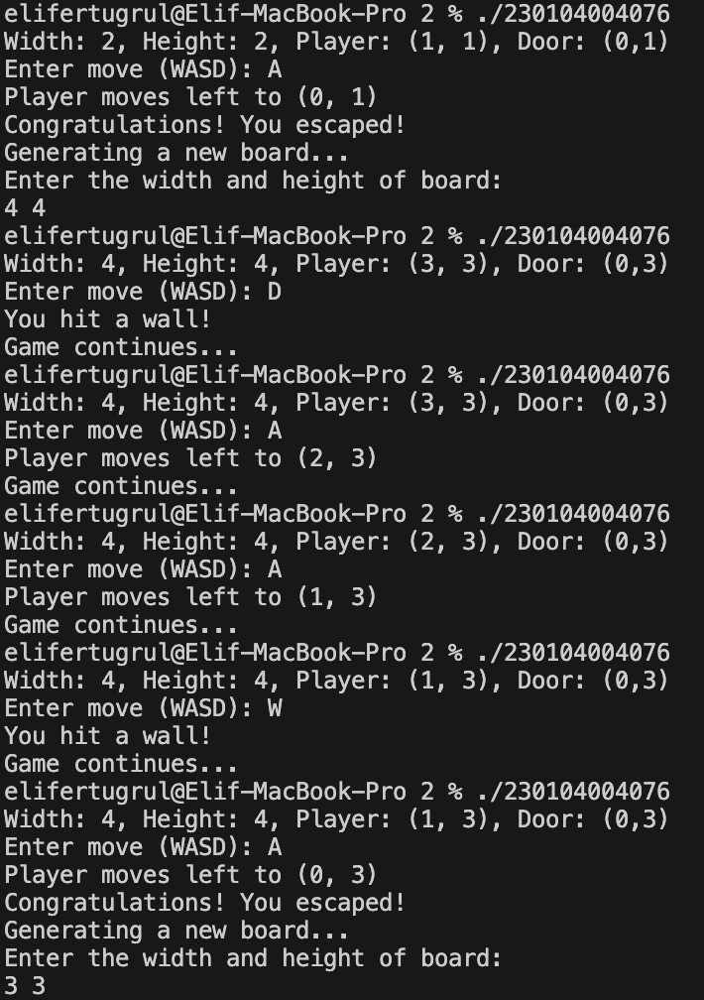 elifertugrul@Elif-MacBook-Pro 2 % ./230104004076
Width: 2, Height: 2, Player: (1, 1), Door: (0,1)
Enter move (WASD): A
Player moves left to (0, 1)
Congratulations! You escaped!
Generating a new board...
Enter the width and height of board:
4 4
elifertugrul@Elif-MacBook-Pro 2 % ./230104004076
Width: 4, Height: 4, Player: (3, 3), Door: (0,3)
Enter move (WASD): D
You hit a wall!
Game continues...
elifertugrul@Elif-MacBook-Pro 2 % ./230104004076
Width: 4, Height: 4, Player: (3, 3), Door: (0,3)
Enter move (WASD): A
Player moves left to (2, 3)
Game continues...
elifertugrul@Elif-MacBook-Pro 2 % ./230104004076
Width: 4, Height: 4, Player: (2, 3), Door: (0,3)
Enter move (WASD): A
Player moves left to (1, 3)
Game continues...
elifertugrul@Elif-MacBook-Pro 2 % ./230104004076
Width: 4, Height: 4, Player: (1, 3), Door: (0,3)
Enter move (WASD): W
You hit a wall!
Game continues...
elifertugrul@Elif-MacBook-Pro 2 % ./230104004076
Width: 4, Height: 4, Player: (1, 3), Door: (0,3)
Enter move (WASD): A
Player moves left to (0, 3)
Congratulations! You escaped!
Generating a new board...
Enter the width and height of board:
3 3